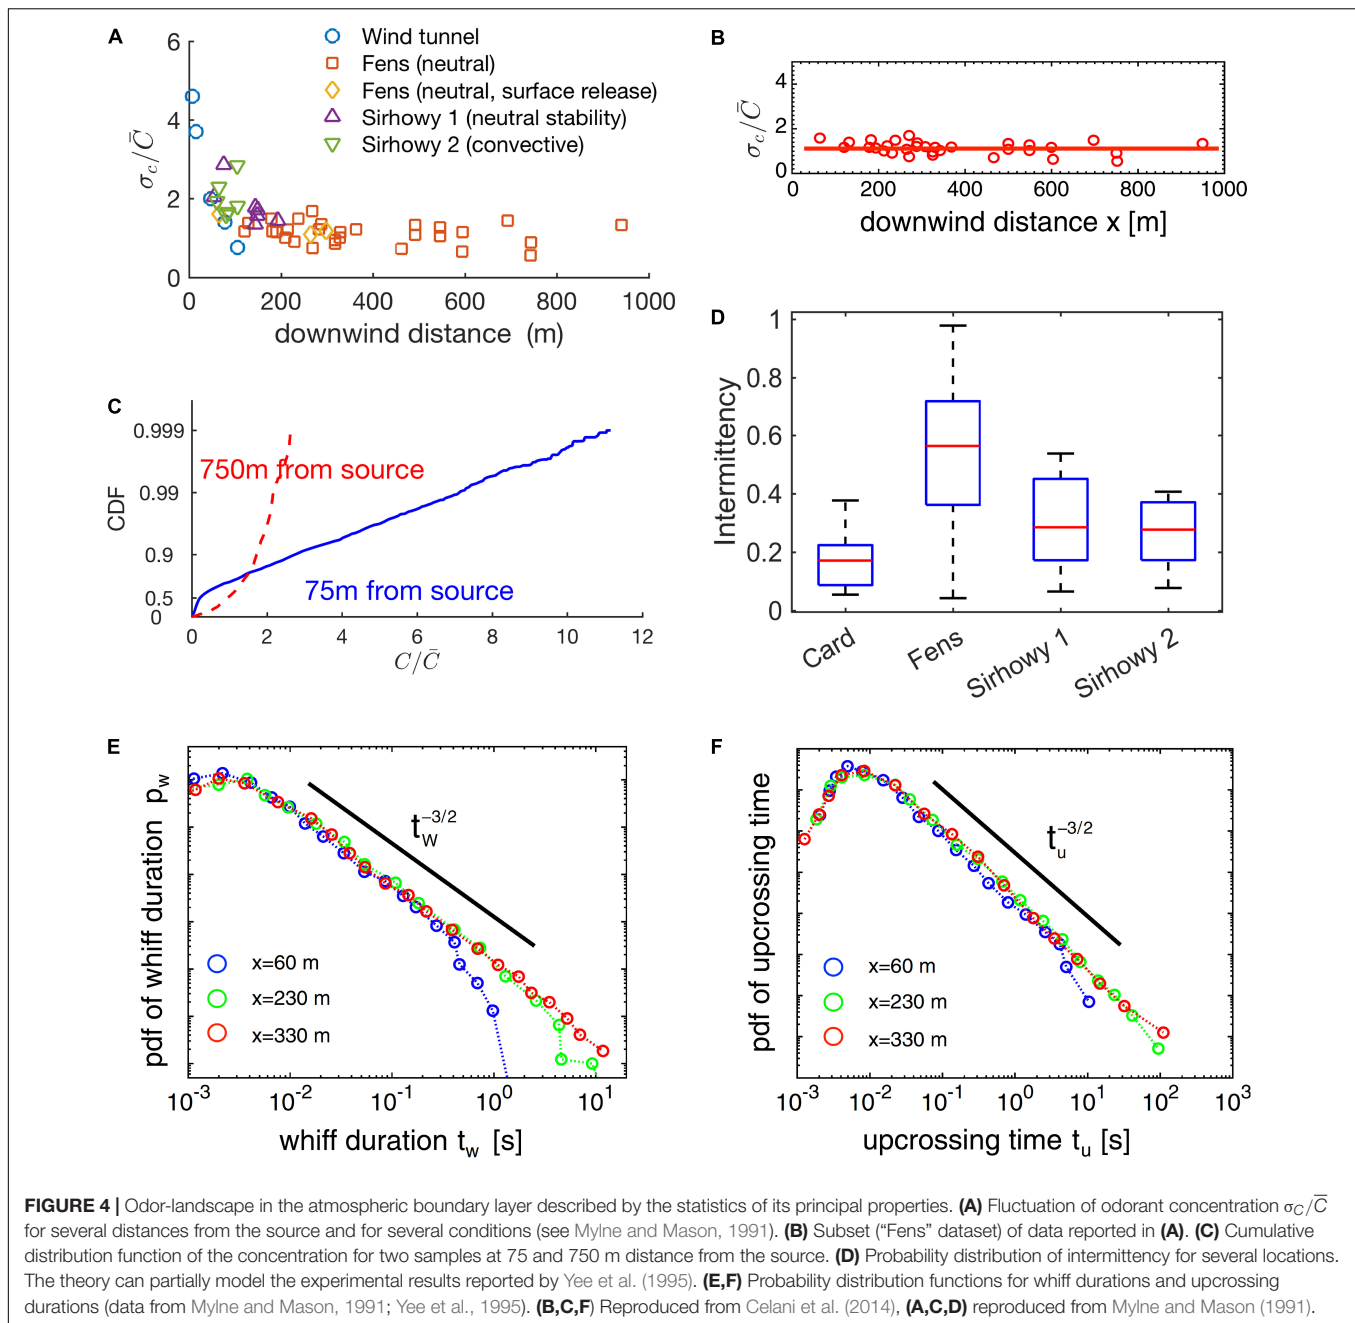 A
6
4
2
0
σc/C̄
Wind tunnel
Fens (neutral)
Fens (neutral, surface release)
Sirhowy 1 (neutral stability)
Sirhowy 2 (convective)
0 200 400 600 800 1000
downwind distance (m)
B
4
2
0
σc/C̄
0 200 400 600 800 1000
downwind distance x [m]
C
0.999
0.99
0.9
0.5
0
CDF
750m from source
75m from source
0 2 4 6 8 10 12
C/C̄
D
1
0.8
0.6
0.4
0.2
0
Intermittency
Card Fens Sirhowy 1 Sirhowy 2
E
pdf of whiff duration pw
tW^−3/2
x=60 m
x=230 m
x=330 m
10^-3 10^-2 10^-1 10^0 10^1
whiff duration tw [s]
F
pdf of upcrossing time
tu^−3/2
x=60 m
x=230 m
x=330 m
10^-3 10^-2 10^-1 10^0 10^1 10^2 10^3
upcrossing time tu [s]
FIGURE 4 | Odor-landscape in the atmospheric boundary layer described by the statistics of its principal properties. (A) Fluctuation of odorant concentration σC/C̄
for several distances from the source and for several conditions (see Mylne and Mason, 1991). (B) Subset (“Fens” dataset) of data reported in (A). (C) Cumulative
distribution function of the concentration for two samples at 75 and 750 m distance from the source. (D) Probability distribution of intermittency for several locations.
The theory can partially model the experimental results reported by Yee et al. (1995). (E,F) Probability distribution functions for whiff durations and upcrossing
durations (data from Mylne and Mason, 1991; Yee et al., 1995). (B,C,F) Reproduced from Celani et al. (2014), (A,C,D) reproduced from Mylne and Mason (1991).